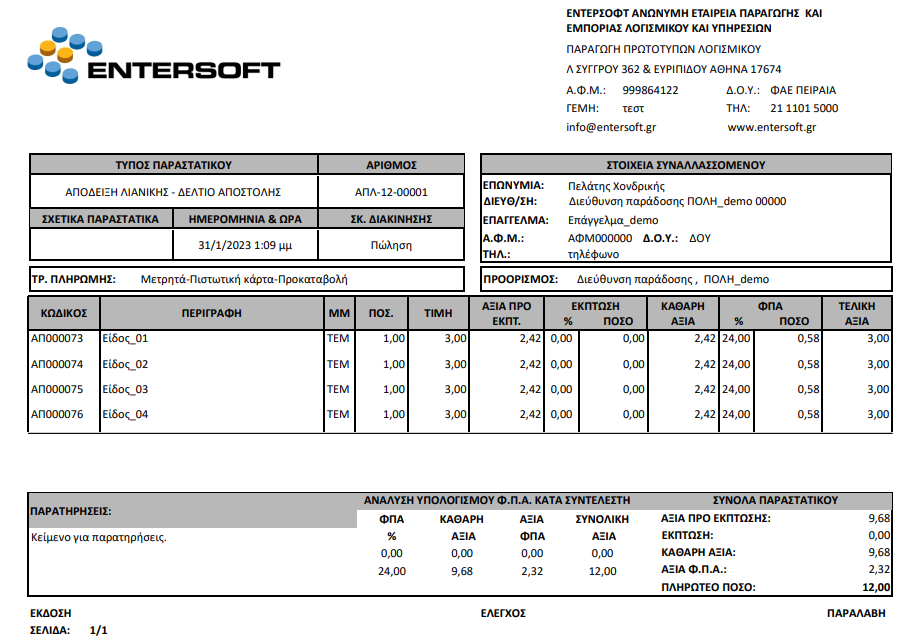 ENTERSOFT
ΕΝΤΕΡΣΟΦΤ ΑΝΩΝΥΜΗ ΕΤΑΙΡΕΙΑ ΠΑΡΑΓΩΓΗΣ ΚΑΙ
ΕΜΠΟΡΙΑΣ ΛΟΓΙΣΜΙΚΟΥ ΚΑΙ ΥΠΗΡΕΣΙΩΝ
ΠΑΡΑΓΩΓΗ ΠΡΩΤΟΤΥΠΩΝ ΛΟΓΙΣΜΙΚΟΥ
Λ ΣΥΓΓΡΟΥ 362 & ΕΥΡΙΠΙΔΟΥ ΑΘΗΝΑ 17674
Α.Φ.Μ.: 999864122 Δ.Ο.Υ.: ΦΑΕ ΠΕΙΡΑΙΑ
ΓΕΜΗ: τεστ ΤΗΛ: 21 1101 5000
info@entersoft.gr www.entersoft.gr
ΤΥΠΟΣ ΠΑΡΑΣΤΑΤΙΚΟΥ ΑΡΙΘΜΟΣ
ΑΠΟΔΕΙΞΗ ΛΙΑΝΙΚΗΣ - ΔΕΛΤΙΟ ΑΠΟΣΤΟΛΗΣ ΑΠΛ-12-00001
ΣΧΕΤΙΚΑ ΠΑΡΑΣΤΑΤΙΚΑ ΗΜΕΡΟΜΗΝΙΑ & ΩΡΑ ΣΚ. ΔΙΑΚΙΝΗΣΗΣ
31/1/2023 1:09 μμ Πώληση
ΣΤΟΙΧΕΙΑ ΣΥΝΑΛΛΑΣΣΟΜΕΝΟΥ
ΕΠΩΝΥΜΙΑ: Πελάτης Χονδρικής
ΔΙΕΥΘ/ΣΗ: Διεύθυνση παράδοσης ΠΟΛΗ_demo 00000
ΕΠΑΓΓΕΛΜΑ: Επάγγελμα_demo
Α.Φ.Μ.: ΑΦΜ000000 Δ.Ο.Υ.: ΔΟΥ
ΤΗΛ.: τηλέφωνο
ΤΡ. ΠΛΗΡΩΜΗΣ: Μετρητά-Πιστωτική κάρτα-Προκαταβολή
ΠΡΟΟΡΙΣΜΟΣ: Διεύθυνση παράδοσης , ΠΟΛΗ_demo
ΚΩΔΙΚΟΣ ΠΕΡΙΓΡΑΦΗ ΜΜ ΠΟΣ. ΤΙΜΗ ΑΞΙΑ ΠΡΟ ΕΚΠΤ. ΕΚΠΤΩΣΗ % ΠΟΣΟ ΚΑΘΑΡΗ ΑΞΙΑ ΦΠΑ % ΠΟΣΟ ΤΕΛΙΚΗ ΑΞΙΑ
ΑΠ000073 Είδος_01 ΤΕΜ 1,00 3,00 2,42 0,00 0,00 2,42 24,00 0,58 3,00
ΑΠ000074 Είδος_02 ΤΕΜ 1,00 3,00 2,42 0,00 0,00 2,42 24,00 0,58 3,00
ΑΠ000075 Είδος_03 ΤΕΜ 1,00 3,00 2,42 0,00 0,00 2,42 24,00 0,58 3,00
ΑΠ000076 Είδος_04 ΤΕΜ 1,00 3,00 2,42 0,00 0,00 2,42 24,00 0,58 3,00
ΠΑΡΑΤΗΡΗΣΕΙΣ:
Κείμενο για παρατηρήσεις.
ΑΝΑΛΥΣΗ ΥΠΟΛΟΓΙΣΜΟΥ Φ.Π.Α. ΚΑΤΑ ΣΥΝΤΕΛΕΣΤΗ
ΦΠΑ ΚΑΘΑΡΗ ΑΞΙΑ ΣΥΝΟΛΙΚΗ
% ΑΞΙΑ ΦΠΑ ΑΞΙΑ
0,00 0,00 0,00 0,00
24,00 9,68 2,32 12,00
ΣΥΝΟΛΑ ΠΑΡΑΣΤΑΤΙΚΟΥ
ΑΞΙΑ ΠΡΟ ΕΚΠΤΩΣΗΣ: 9,68
ΕΚΠΤΩΣΗ: 0,00
ΚΑΘΑΡΗ ΑΞΙΑ: 9,68
ΑΞΙΑ Φ.Π.Α.: 2,32
ΠΛΗΡΩΤΕΟ ΠΟΣΟ: 12,00
ΕΚΔΟΣΗ ΕΛΕΓΧΟΣ ΠΑΡΑΛΑΒΗ
ΣΕΛΙΔΑ: 1/1